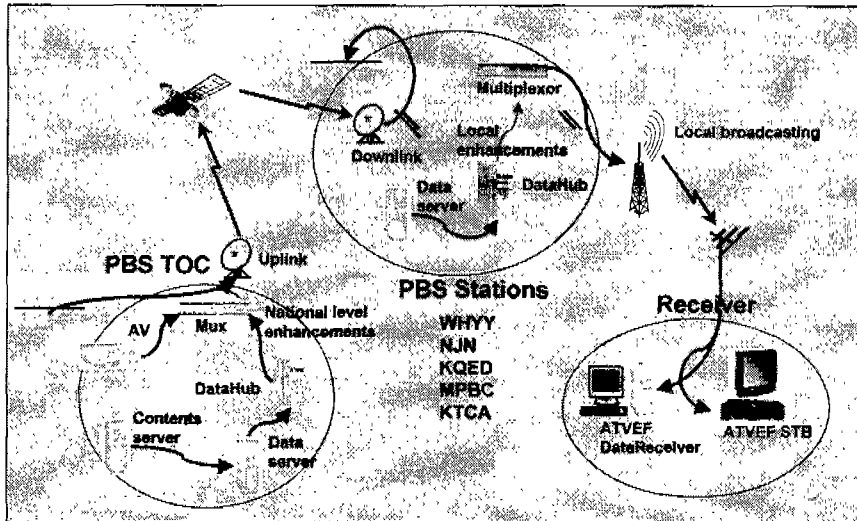 Multiplexor
Local broadcasting
Local
enhancements
Downlink
Data
server
DataHub
PBS TOC
Uplink
PBS Stations
WHYY
NJN
KQED
MPBC
KTCA
Receiver
National level
enhancements
AV
Mux
DataHub
Contents
server
Data
server
ATVEF
DateReceiver
ATVEF STB